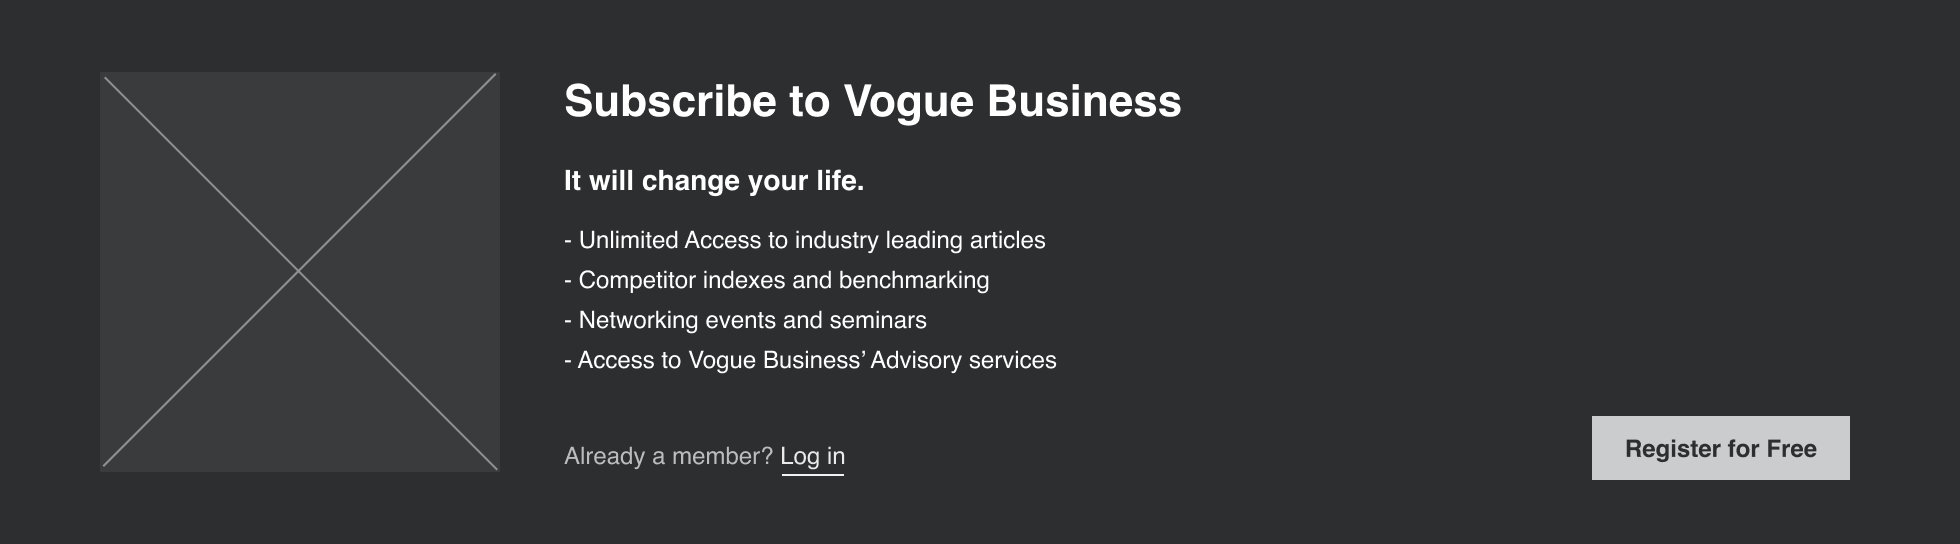 Subscribe to Vogue Business
It will change your life.
- Unlimited Access to industry leading articles
- Competitor indexes and benchmarking
- Networking events and seminars
- Access to Vogue Business’ Advisory services
Already a member? Log in
Register for Free